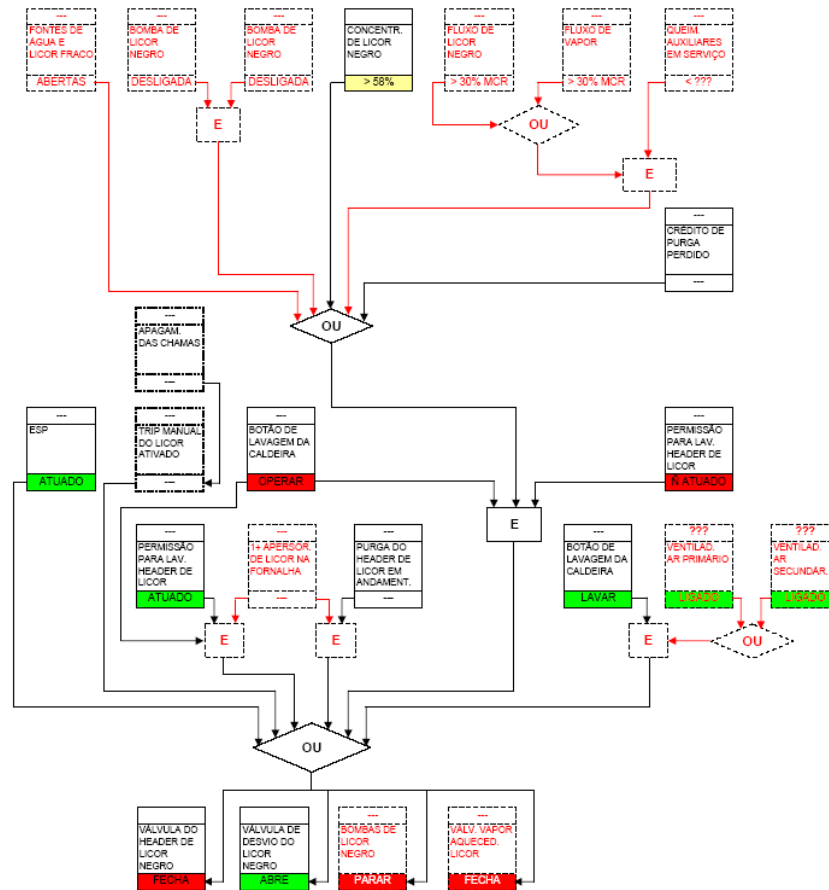 ---
FONTES DE
ÁGUA E
LICOR FRACO
ABERTAS
---
BOMBA DE
LICOR
NEGRO
DESLIGADA
---
BOMBA DE
LICOR
NEGRO
DESLIGADA
---
CONCENTR.
DE LICOR
NEGRO
> 58%
---
FLUXO DE
LICOR
NEGRO
> 30% MCR
---
FLUXO DE
VAPOR
> 30% MCR
---
QUEIM.
AUXILIARES
EM SERVIÇO
< ???
E
OU
E
---
CRÉDITO DE
PURGA
PERDIDO
---
OU
---
APAGAM.
DAS CHAMAS
---
---
ESP
ATUADO
---
TRIP MANUAL
DO LICOR
ATIVADO
---
---
BOTÃO DE
LAVAGEM DA
CALDEIRA
OPERAR
---
PERMISSÃO
PARA LAV.
HEADER DE
LICOR
Ñ ATUADO
E
---
PERMISSÃO
PARA LAV.
HEADER DE
LICOR
ATUADO
---
1+ APERSOR.
DE LICOR NA
FORNALHA
---
---
PURGA DO
HEADER DE
LICOR EM
ANDAMENT.
---
---
BOTÃO DE
LAVAGEM DA
CALDEIRA
LAVAR
???
VENTILAD.
AR PRIMÁRIO
LIGADO
???
VENTILAD.
AR
SECUNDÁR.
LIGADO
E
E
E
OU
OU
---
VÁLVULA DO
HEADER DE
LICOR
NEGRO
FECHA
---
VÁLVULA DE
DESVIO DO
LICOR
NEGRO
ABRE
---
BOMBAS DE
LICOR
NEGRO
PARAR
---
VALV. VAPOR
AQUECED.
LICOR
FECHA